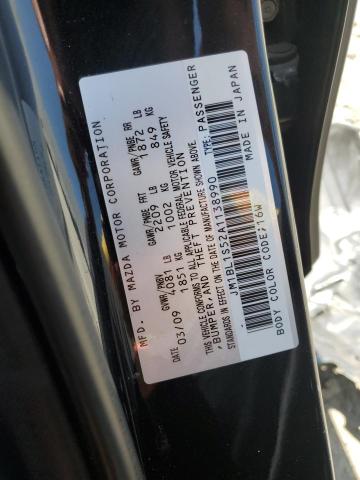 MFD. BY MAZDA MOTOR CORPORATION
GVWR/PNBV GAWR/PNBE FRT GAWR/PNBE RR
DATE 4081 LB 2209 LB 1872 LB
03/09 1851 KG 1002 KG 849 KG
THIS VEHICLE CONFORMS TO ALL APPLICABLE FEDERAL MOTOR VEHICLE SAFETY
, BUMPER, AND THEFT PREVENTION
STANDARDS IN EFFECT ON THE DATE OF MANUFACTURE SHOWN ABOVE.
JM1BL1S52A1138990 TYPE: PASSENGER
BODY COLOR CODE;16W MADE IN JAPAN